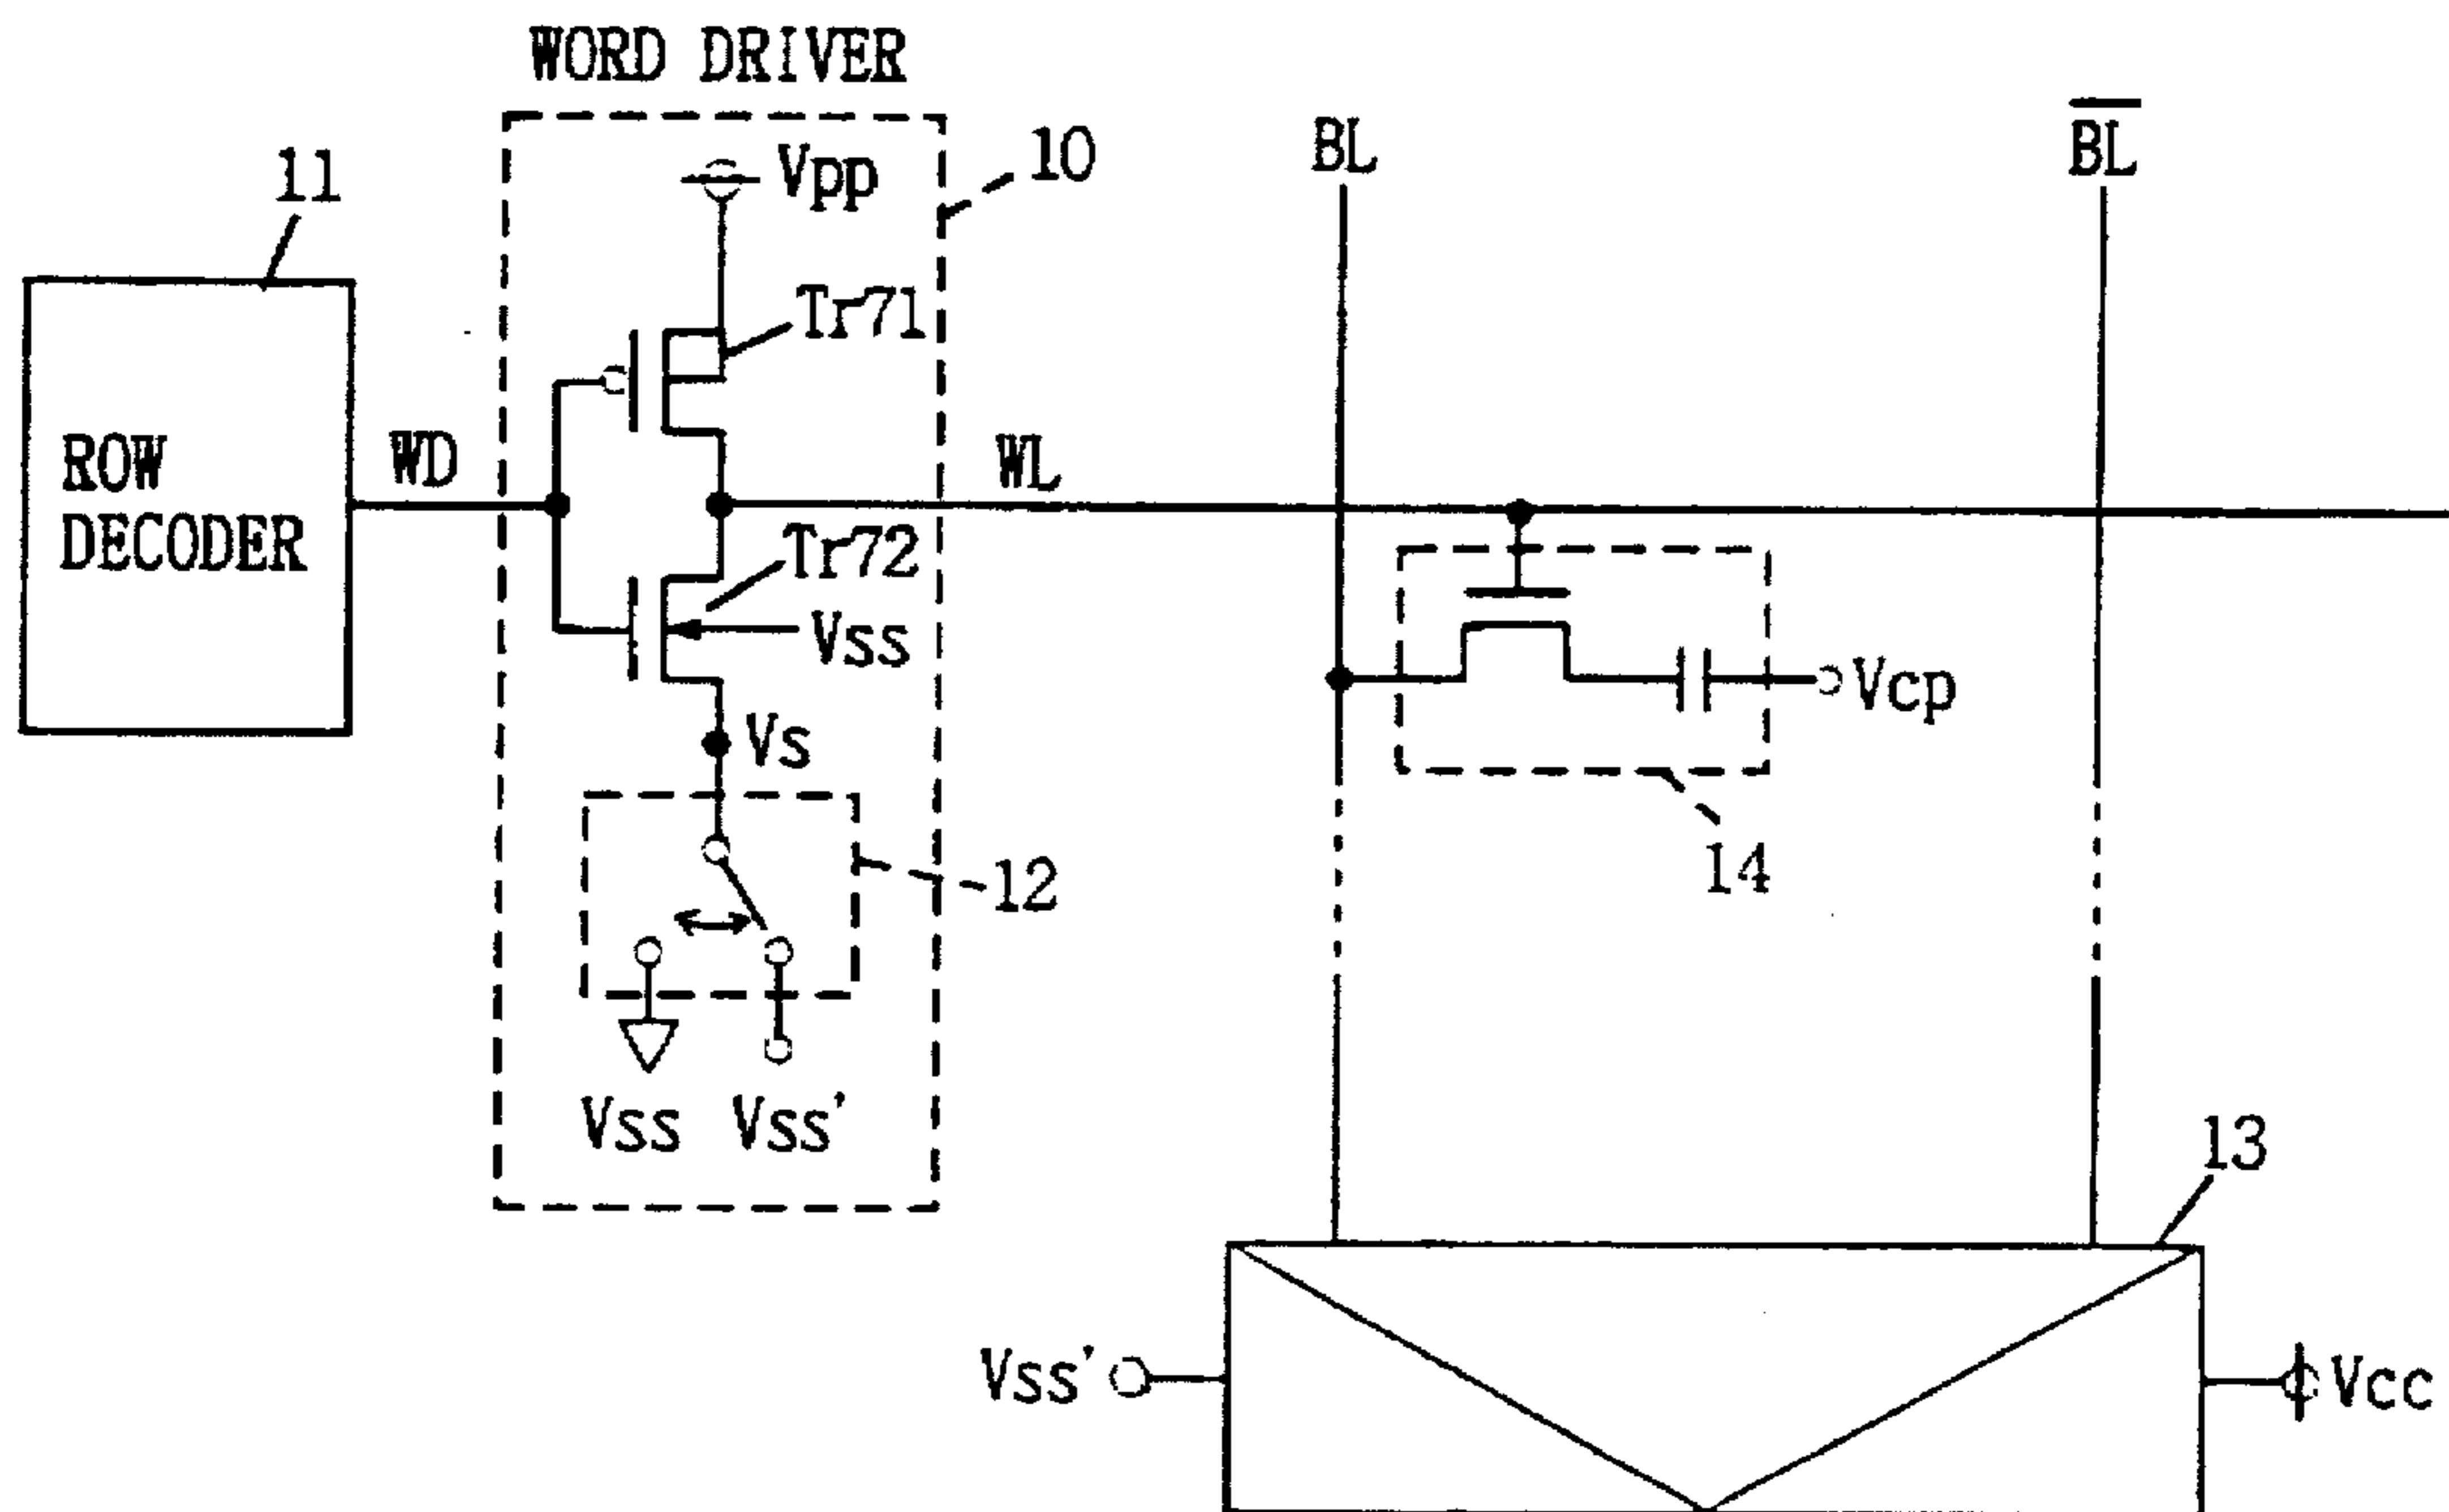 WORD DRIVER
11
Vpp
10
BL
BL
Tr71
ROW
DECODER
WD
WL
Tr72
Vss
Vs
Vcp
14
12
Vss
Vss'
13
Vss'
Vcc